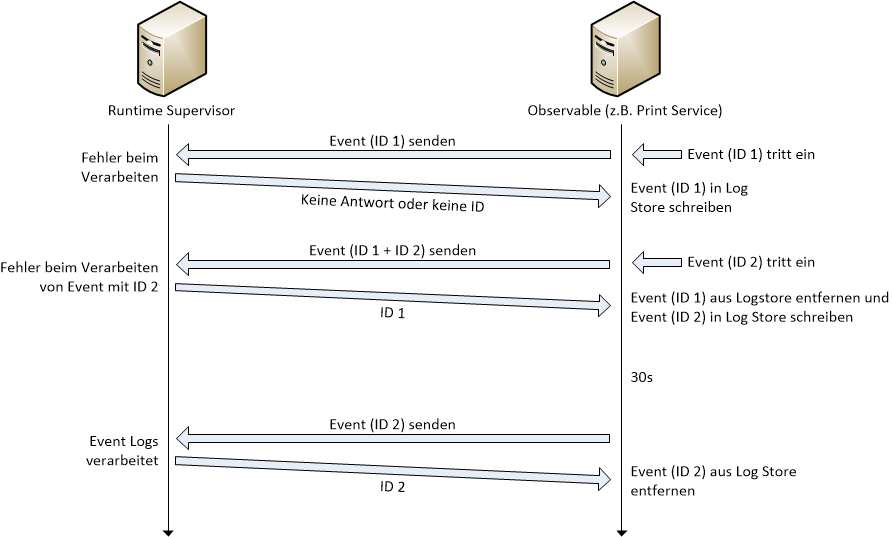 Runtime Supervisor
Observable (z.B. Print Service)
Event (ID 1) senden
Event (ID 1) tritt ein
Fehler beim
Verarbeiten
Keine Antwort oder keine ID
Event (ID 1) in Log
Store schreiben
Event (ID 1 + ID 2) senden
Event (ID 2) tritt ein
Fehler beim Verarbeiten
von Event mit ID 2
ID 1
Event (ID 1) aus Logstore entfernen und
Event (ID 2) in Log Store schreiben
30s
Event (ID 2) senden
Event Logs
verarbeitet
ID 2
Event (ID 2) aus Log Store
entfernen